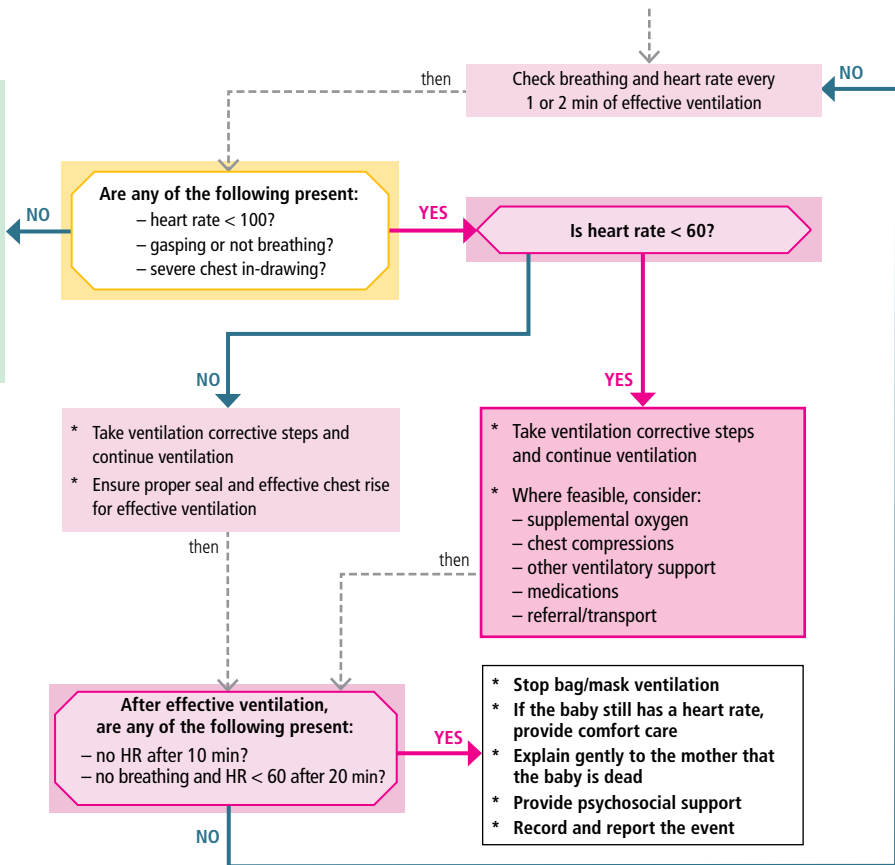 then
Check breathing and heart rate every
1 or 2 min of effective ventilation
NO
Are any of the following present:
– heart rate < 100?
– gasping or not breathing?
– severe chest in-drawing?
NO
YES
Is heart rate < 60?
NO
YES
* Take ventilation corrective steps and
continue ventilation
* Ensure proper seal and effective chest rise
for effective ventilation
* Take ventilation corrective steps
and continue ventilation
* Where feasible, consider:
– supplemental oxygen
– chest compressions
– other ventilatory support
– medications
– referral/transport
then
then
After effective ventilation,
are any of the following present:
– no HR after 10 min?
– no breathing and HR < 60 after 20 min?
YES
* Stop bag/mask ventilation
* If the baby still has a heart rate,
provide comfort care
* Explain gently to the mother that
the baby is dead
* Provide psychosocial support
* Record and report the event
NO